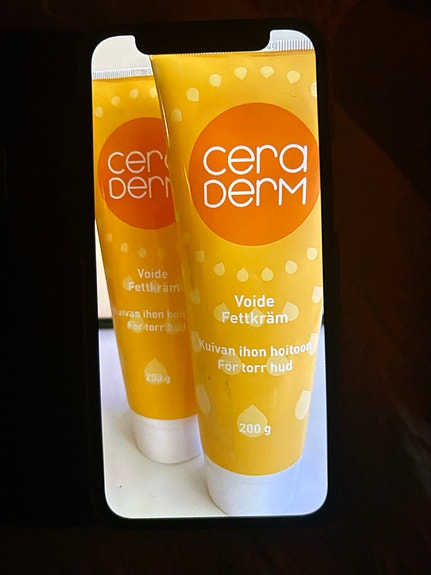 cera
DERM
Voide
Fettkräm
Kuivan ihon hoitoon
För torr hud
200 g
cera
DERM
Voide
Fettkräm
Kuivan ihon hoit
För torr hud
200 g